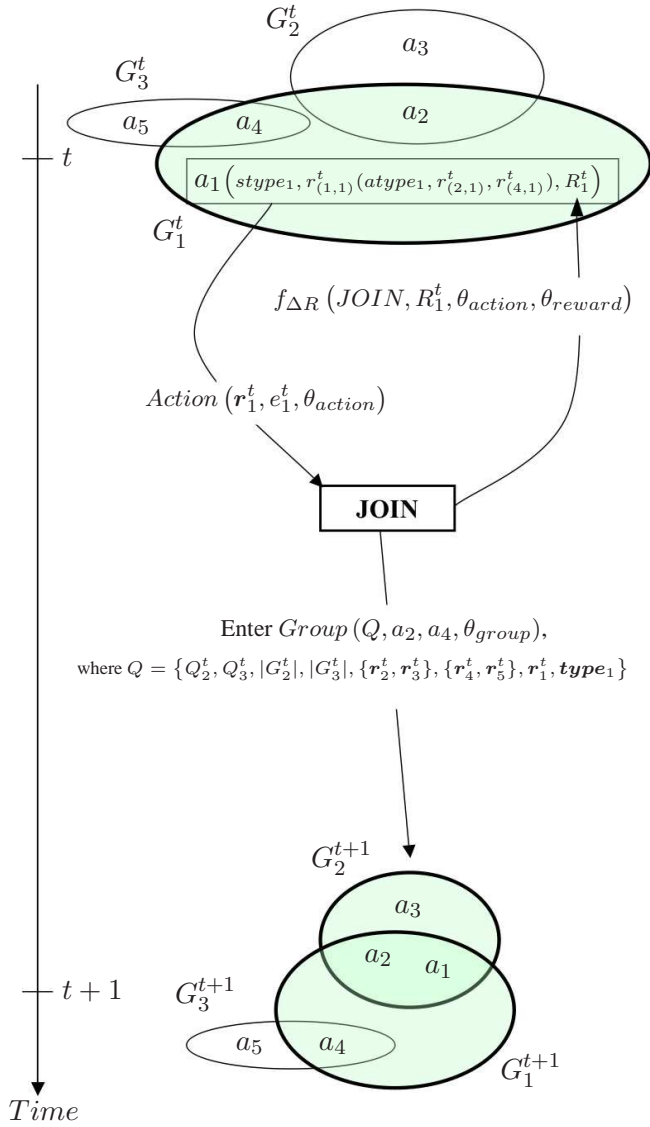 G_2^t
a_3
G_3^t
a_5 a_4 a_2
t
a_1(stype_1, r_{(1,1)}^t(atype_1, r_{(2,1)}^t, r_{(4,1)}^t), R_1^t)
G_1^t
f_{ΔR} (JOIN, R_1^t, θ_{action}, θ_{reward})
Action (r_1^t, e_1^t, θ_{action})
JOIN
Enter Group (Q, a_2, a_4, θ_{group}),
where Q = {Q_2^t, Q_3^t, |G_2^t|, |G_3^t|, {r_2^t, r_3^t}, {r_4^t, r_5^t}, r_1^t, type_1}
G_2^{t+1}
a_3
a_2 a_1
t + 1
G_3^{t+1}
a_5 a_4
G_1^{t+1}
Time